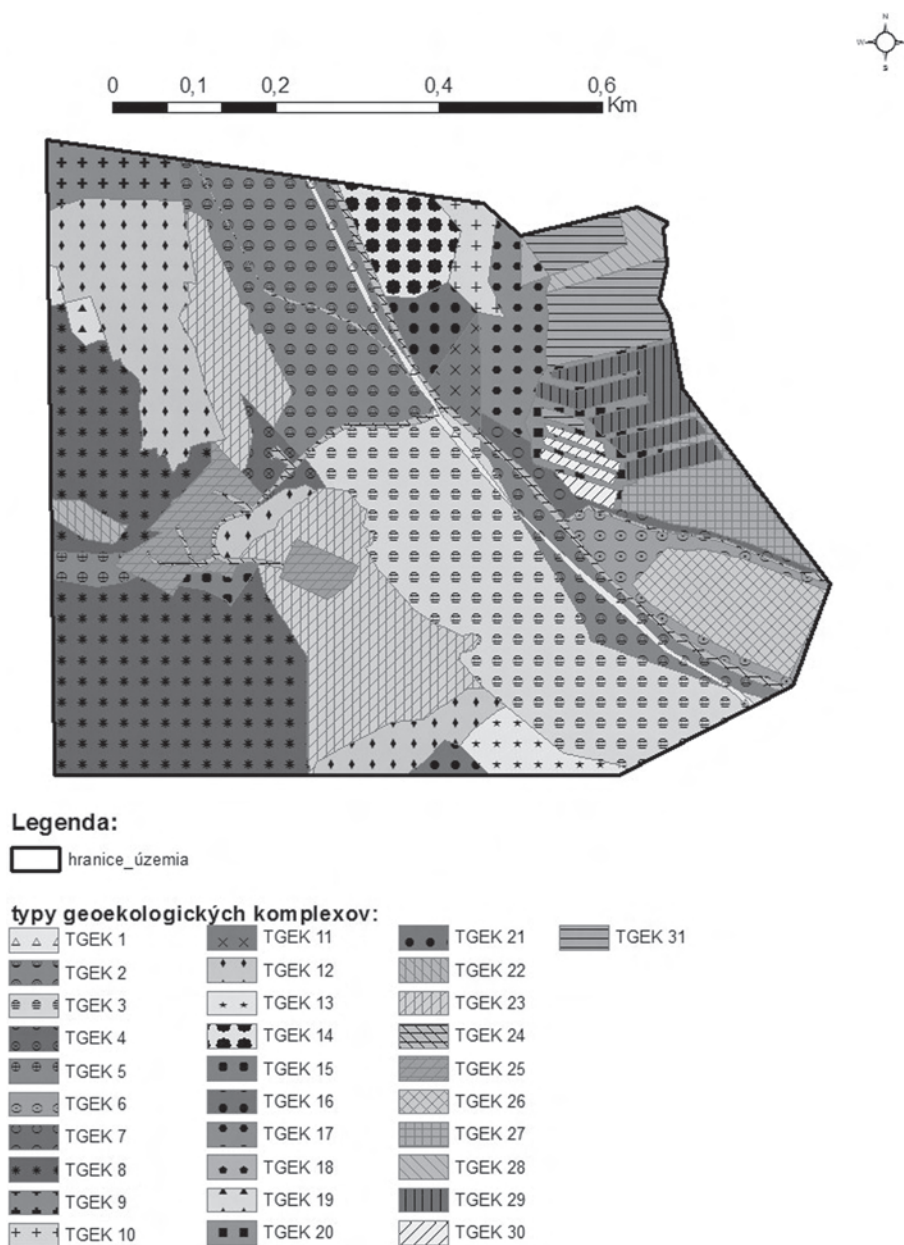 N
W
S
0 0,1 0,2 0,4 0,6
Km
Legenda:
hranice_územia
typy geoekologických komplexov:
TGEK 1
TGEK 2
TGEK 3
TGEK 4
TGEK 5
TGEK 6
TGEK 7
TGEK 8
TGEK 9
TGEK 10
TGEK 11
TGEK 12
TGEK 13
TGEK 14
TGEK 15
TGEK 16
TGEK 17
TGEK 18
TGEK 19
TGEK 20
TGEK 21
TGEK 22
TGEK 23
TGEK 24
TGEK 25
TGEK 26
TGEK 27
TGEK 28
TGEK 29
TGEK 30
TGEK 31